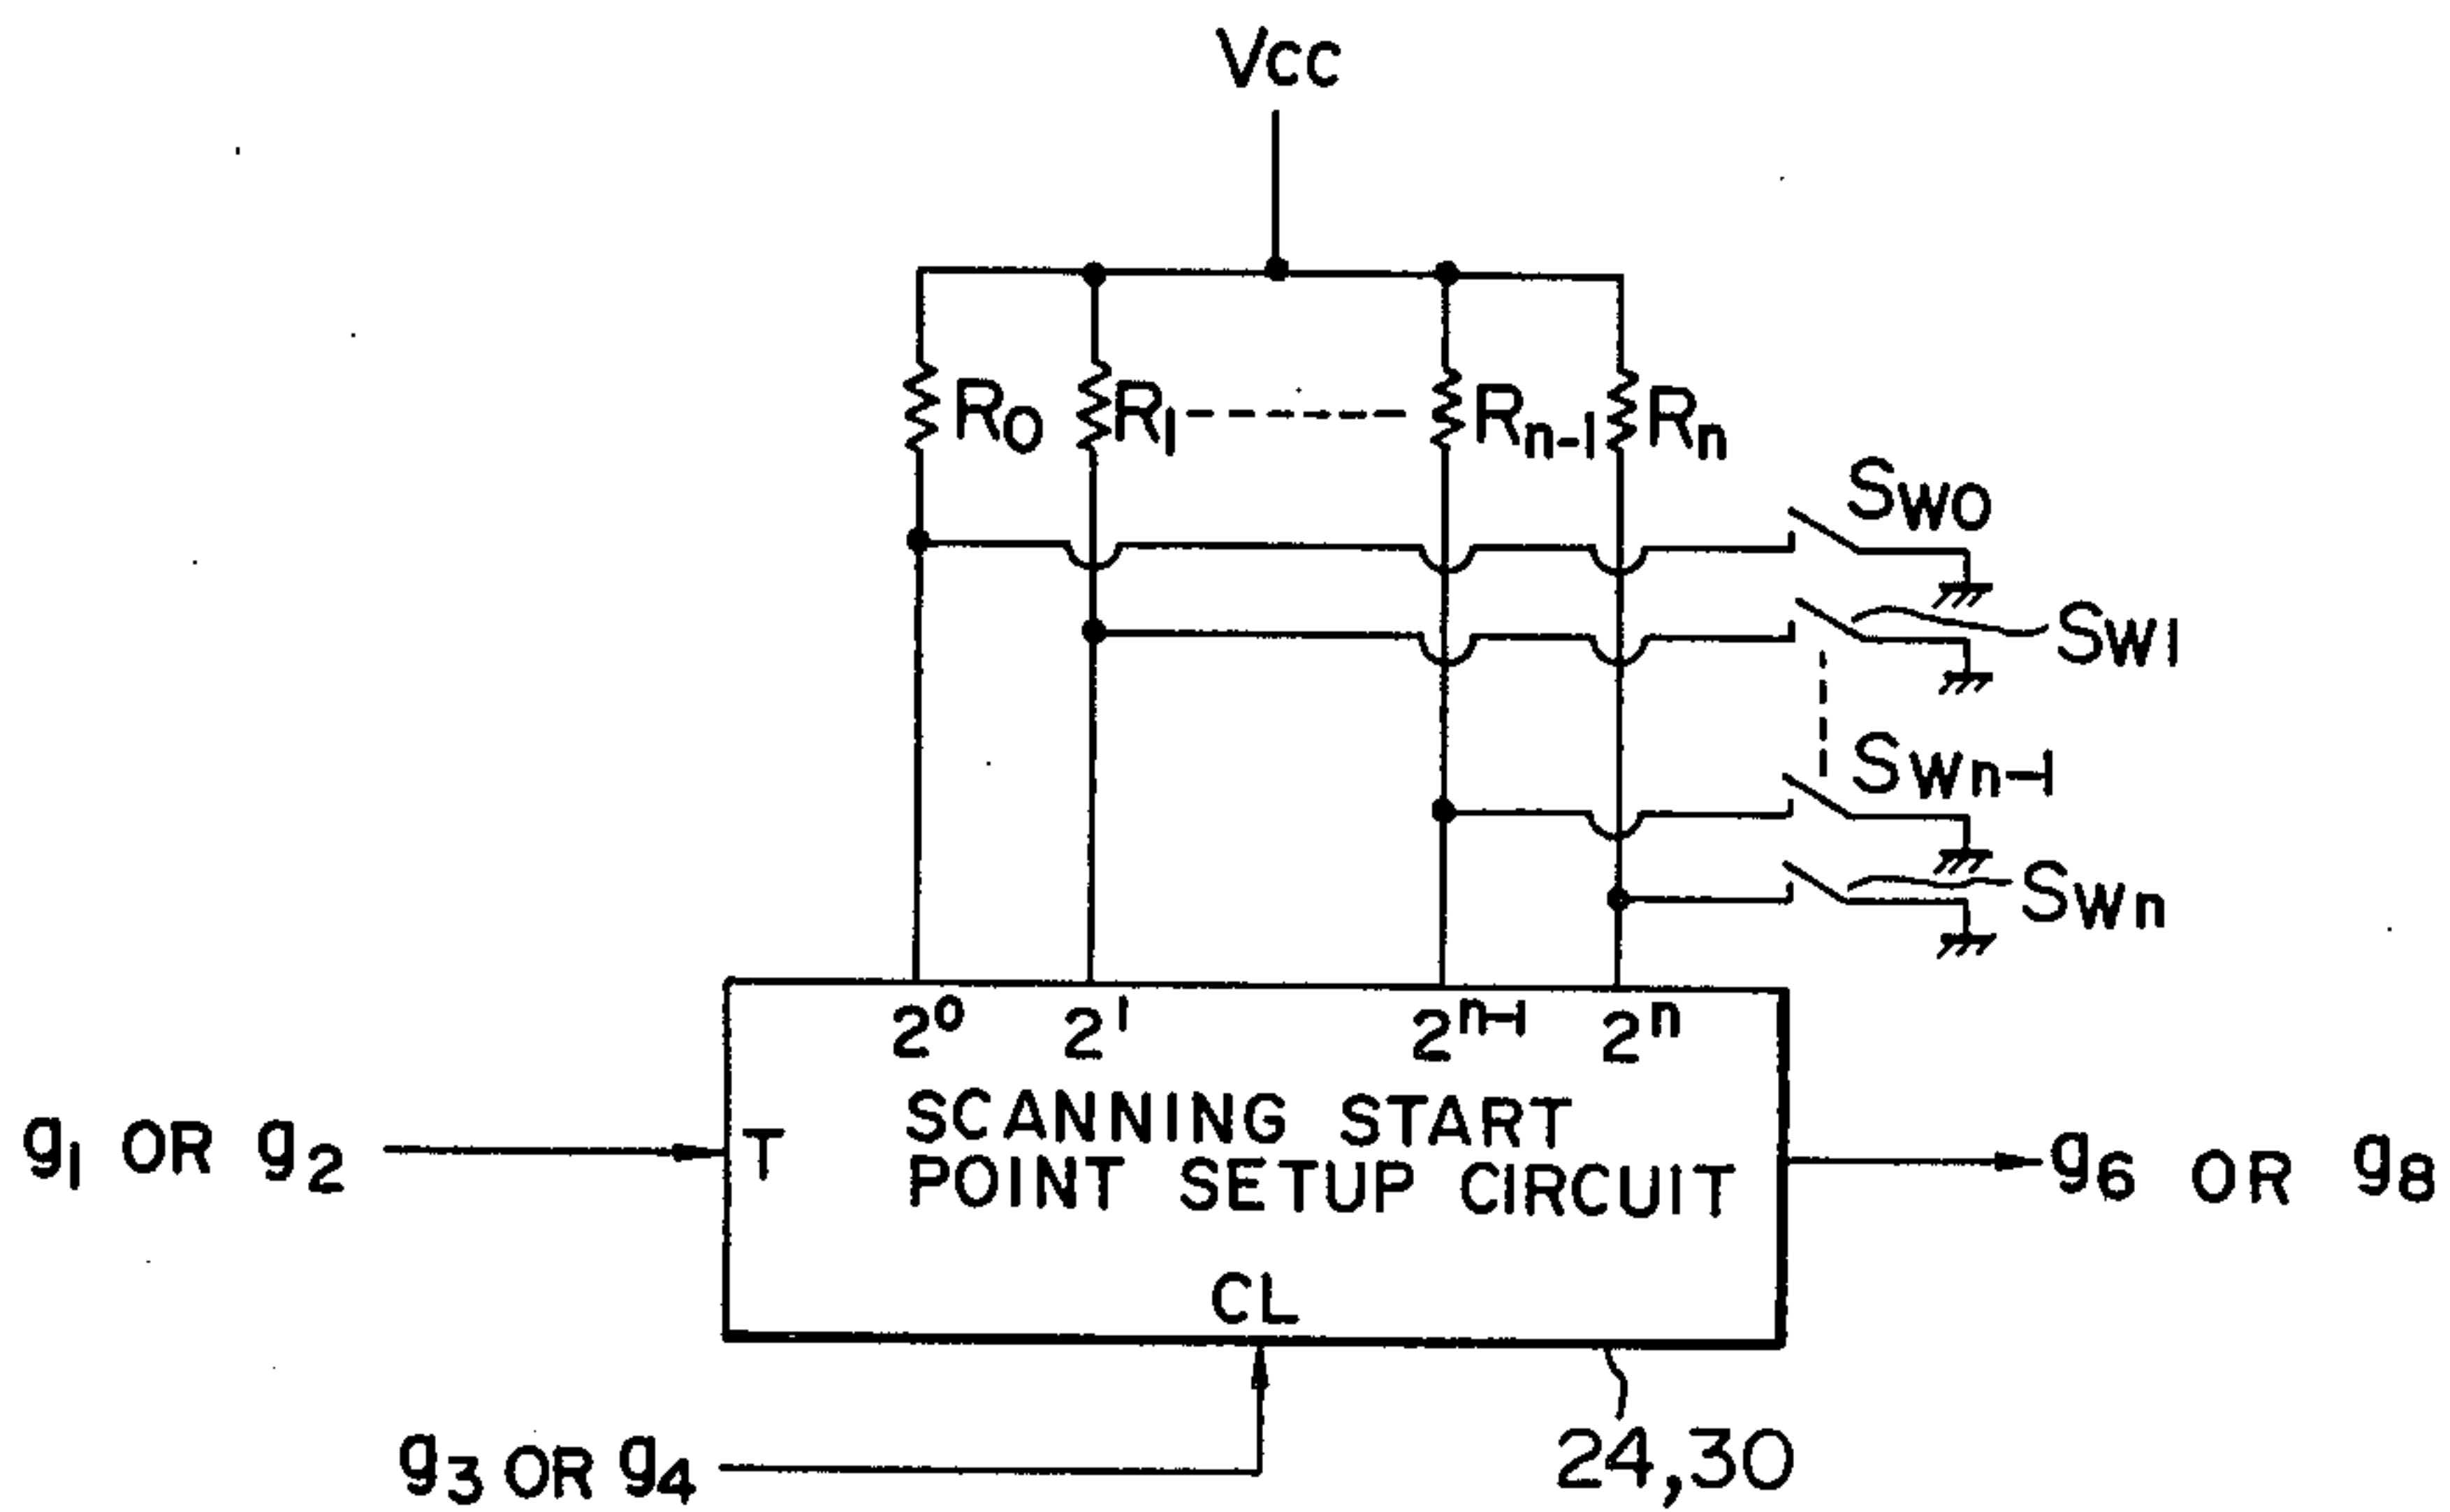 Vcc
R0 R1 Rn-1 Rn
SW0
SW1
SWn-1
SWn
2^0 2^1 2^n-1 2^n
g1 OR g2 T SCANNING START g6 OR g8
POINT SETUP CIRCUIT
CL
g3 OR g4 24,30